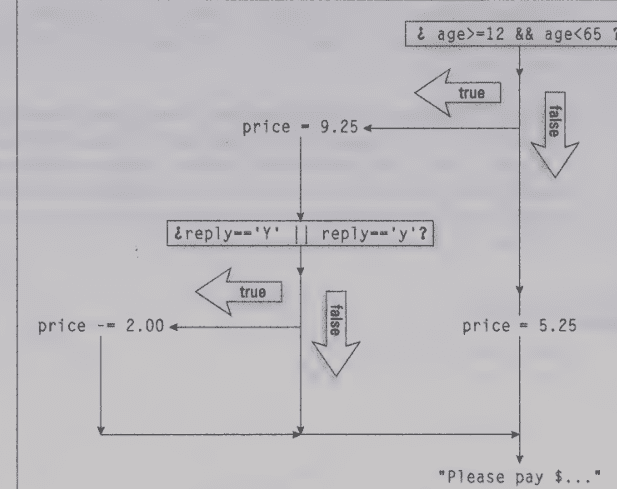 ¿ age>=12 && age<65 ?
true
false
price = 9.25
¿reply=='Y' || reply=='y'?
true
false
price -= 2.00
price = 5.25
"Please pay $..."